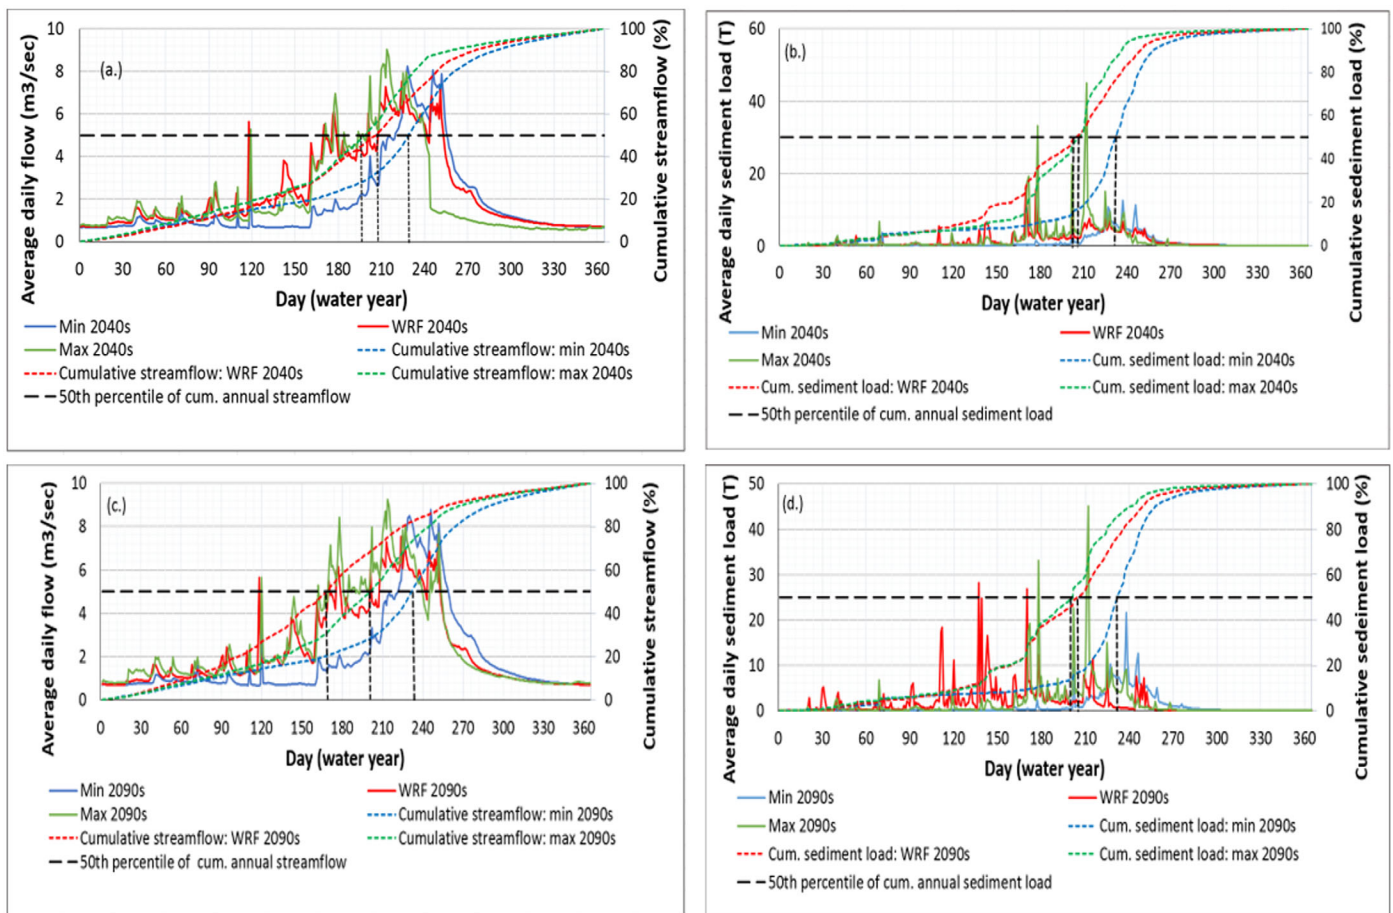 Average daily flow (m3/sec)
10
8
6
4
2
0
(a.)
100
80
60
40
20
0
Cumulative streamflow (%)
0 30 60 90 120 150 180 210 240 270 300 330 360
Day (water year)
Min 2040s WRF 2040s
Max 2040s Cumulative streamflow: min 2040s
Cumulative streamflow: WRF 2040s Cumulative streamflow: max 2040s
50th percentile of cum. annual streamflow
Average daily sediment load (T)
60
40
20
0
(b.)
100
80
60
40
20
0
Cumulative sedeiment load (%)
0 30 60 90 120 150 180 210 240 270 300 330 360
Day (water year)
Min 2040s WRF 2040s
Max 2040s Cum. sediment load: min 2040s
Cum. sediment load: WRF 2040s Cum. sediment load: max 2040s
50th percentile of cum. annual sediment load
Average daily flow (m3/sec)
10
8
6
4
2
0
(c.)
100
80
60
40
20
0
Cumulative streamflow (%)
0 30 60 90 120 150 180 210 240 270 300 330 360
Day (water year)
Min 2090s WRF 2090s
Max 2090s Cumulative streamflow: min 2090s
Cumulative streamflow: WRF 2090s Cumulative streamflow: max 2090s
50th percentile of cum. annual streamflow
Average daily sediment load (T)
50
40
30
20
10
0
(d.)
100
80
60
40
20
0
Cumulative sedeiment load (%)
0 30 60 90 120 150 180 210 240 270 300 330 360
Day (water year)
Min 2090s WRF 2090s
Max 2090s Cum. sediment load: min 2090s
Cum. sediment load: WRF 2090s Cum. sediment load: max 2090s
50th percentile of cum. annual sediment load